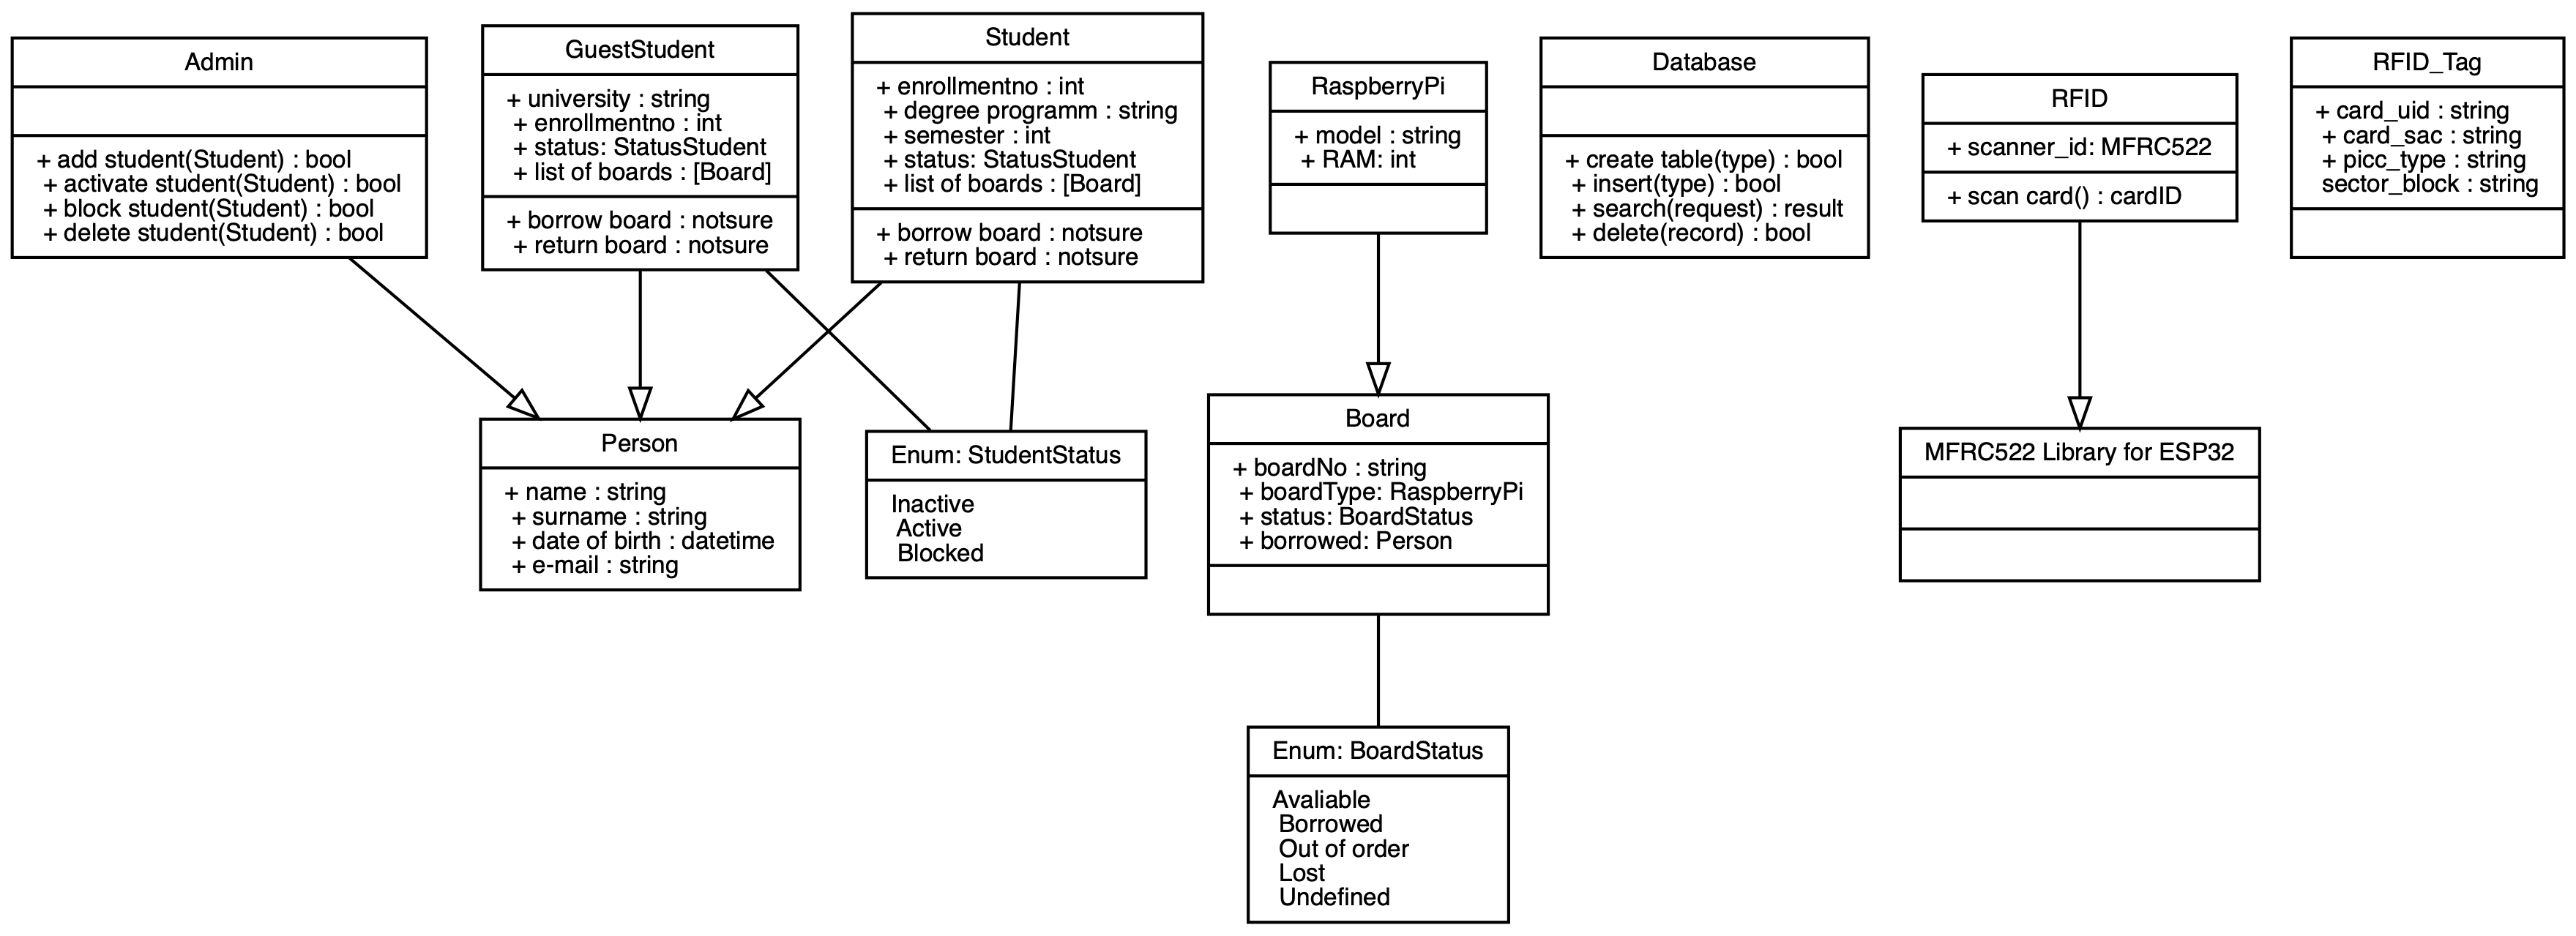 Admin
+ add student(Student) : bool
+ activate student(Student) : bool
+ block student(Student) : bool
+ delete student(Student) : bool
GuestStudent
+ university : string
+ enrollmentno : int
+ status: StatusStudent
+ list of boards : [Board]
+ borrow board : notsure
+ return board : notsure
Student
+ enrollmentno : int
+ degree programm : string
+ semester : int
+ status: StatusStudent
+ list of boards : [Board]
+ borrow board : notsure
+ return board : notsure
RaspberryPi
+ model : string
+ RAM: int
Database
+ create table(type) : bool
+ insert(type) : bool
+ search(request) : result
+ delete(record) : bool
RFID
+ scanner_id: MFRC522
+ scan card() : cardID
RFID_Tag
+ card_uid : string
+ card_sac : string
+ picc_type : string
sector_block : string
Person
+ name : string
+ surname : string
+ date of birth : datetime
+ e-mail : string
Enum: StudentStatus
Inactive
Active
Blocked
Board
+ boardNo : string
+ boardType: RaspberryPi
+ status: BoardStatus
+ borrowed: Person
MFRC522 Library for ESP32
Enum: BoardStatus
Avaliable
Borrowed
Out of order
Lost
Undefined